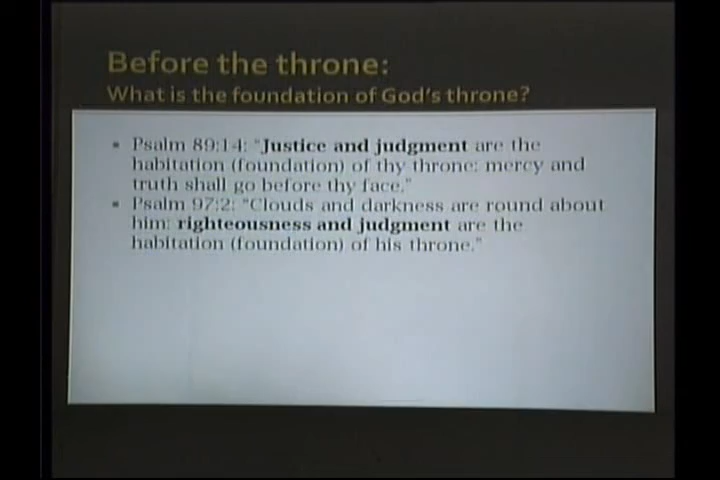 Before the throne:
What is the foundation of God's throne?
▪ Psalm 89:14: "Justice and judgment are the
habitation (foundation) of thy throne: mercy and
truth shall go before thy face."
▪ Psalm 97:2: "Clouds and darkness are round about
him: righteousness and judgment are the
habitation (foundation) of his throne."